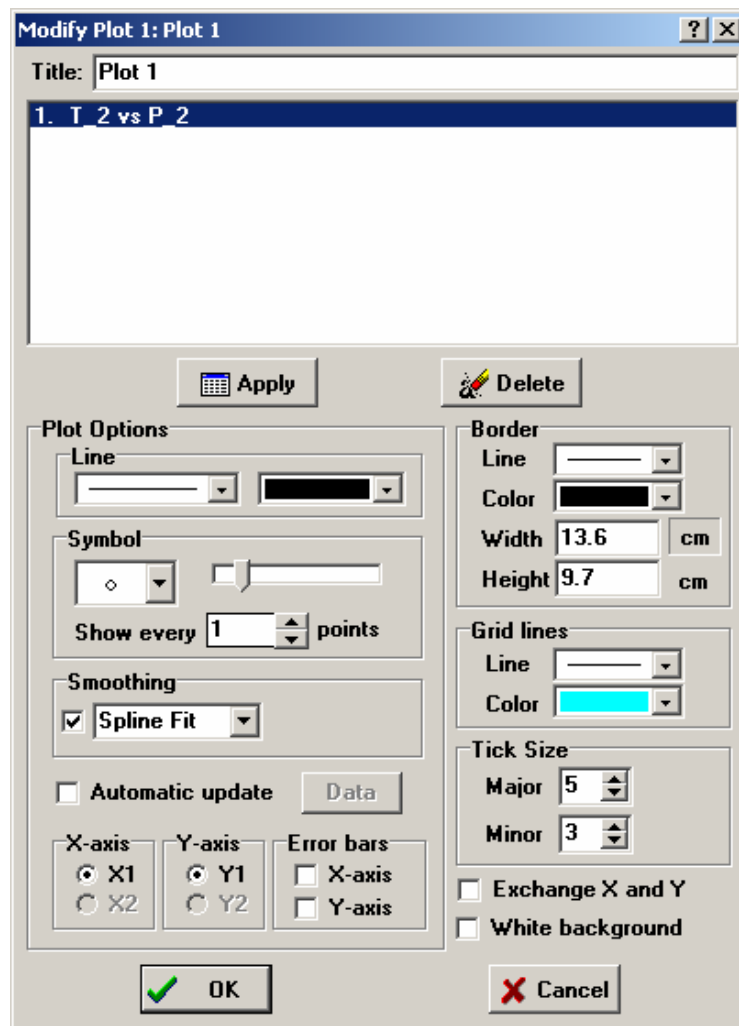 Modify Plot 1: Plot 1
Title: Plot 1
1. T_2 vs P_2
Apply
Delete
Plot Options
Line
Symbol
Show every 1 points
Smoothing
Spline Fit
Automatic update
Data
X-axis
X1
X2
Y-axis
Y1
Y2
Error bars
X-axis
Y-axis
Border
Line
Color
Width 13.6 cm
Height 9.7 cm
Grid lines
Line
Color
Tick Size
Major 5
Minor 3
Exchange X and Y
White background
OK
Cancel